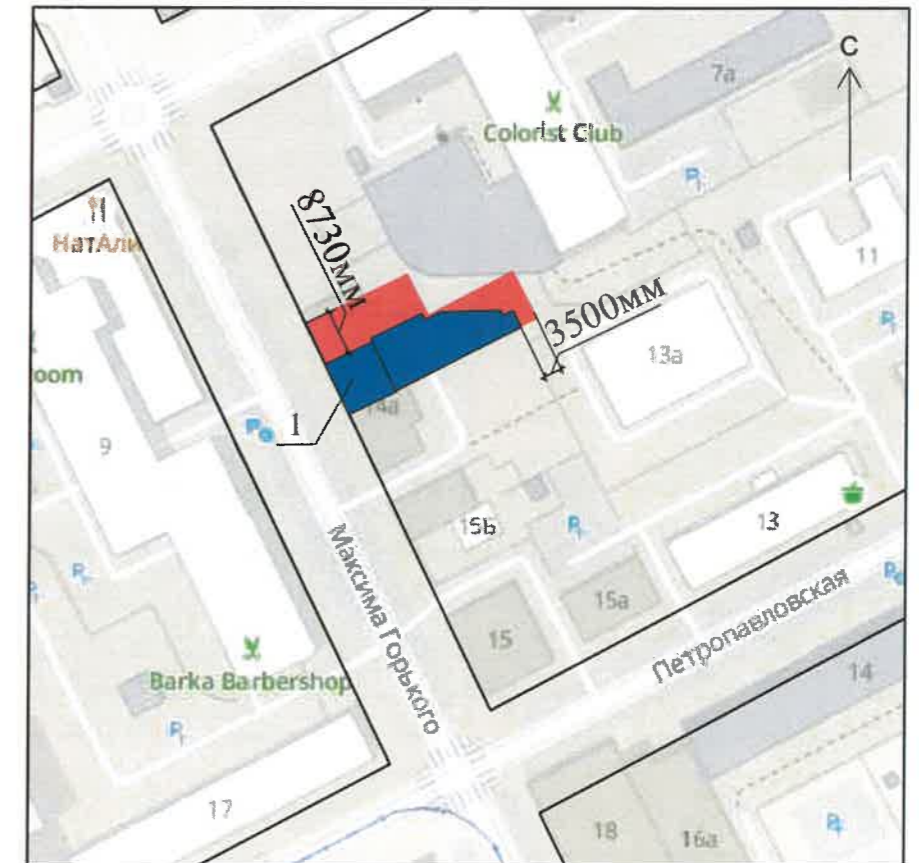 С
7а
Colorist Club
НатАли
8730мм
11
3500мм
13а
oom
14а
9
1
15b
13
Максима Горького
15а
Петропавловская
15
14
Barka Barbershop
17
18
16а